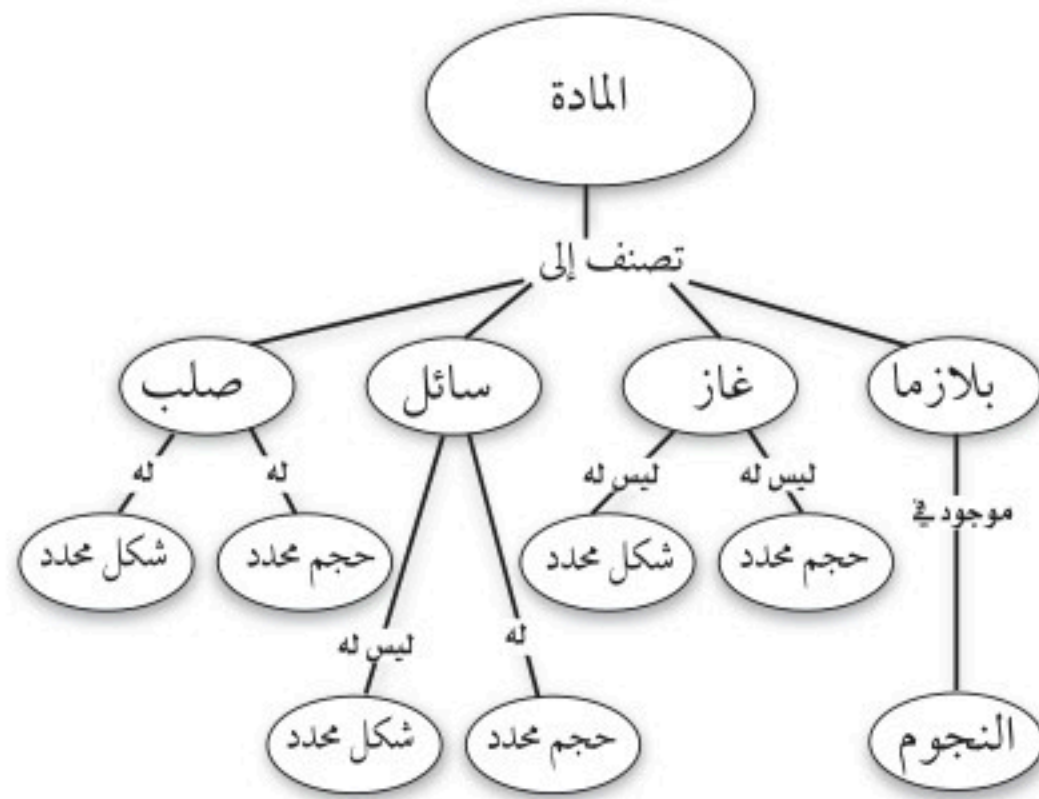 المادة
تصنف إلى
بلازما
غاز
سائل
صلب
موجود في
ليس له
ليس له
له
له
حجم محدد
شكل محدد
حجم محدد
شكل محدد
له
ليس له
النجوم
حجم محدد
شكل محدد